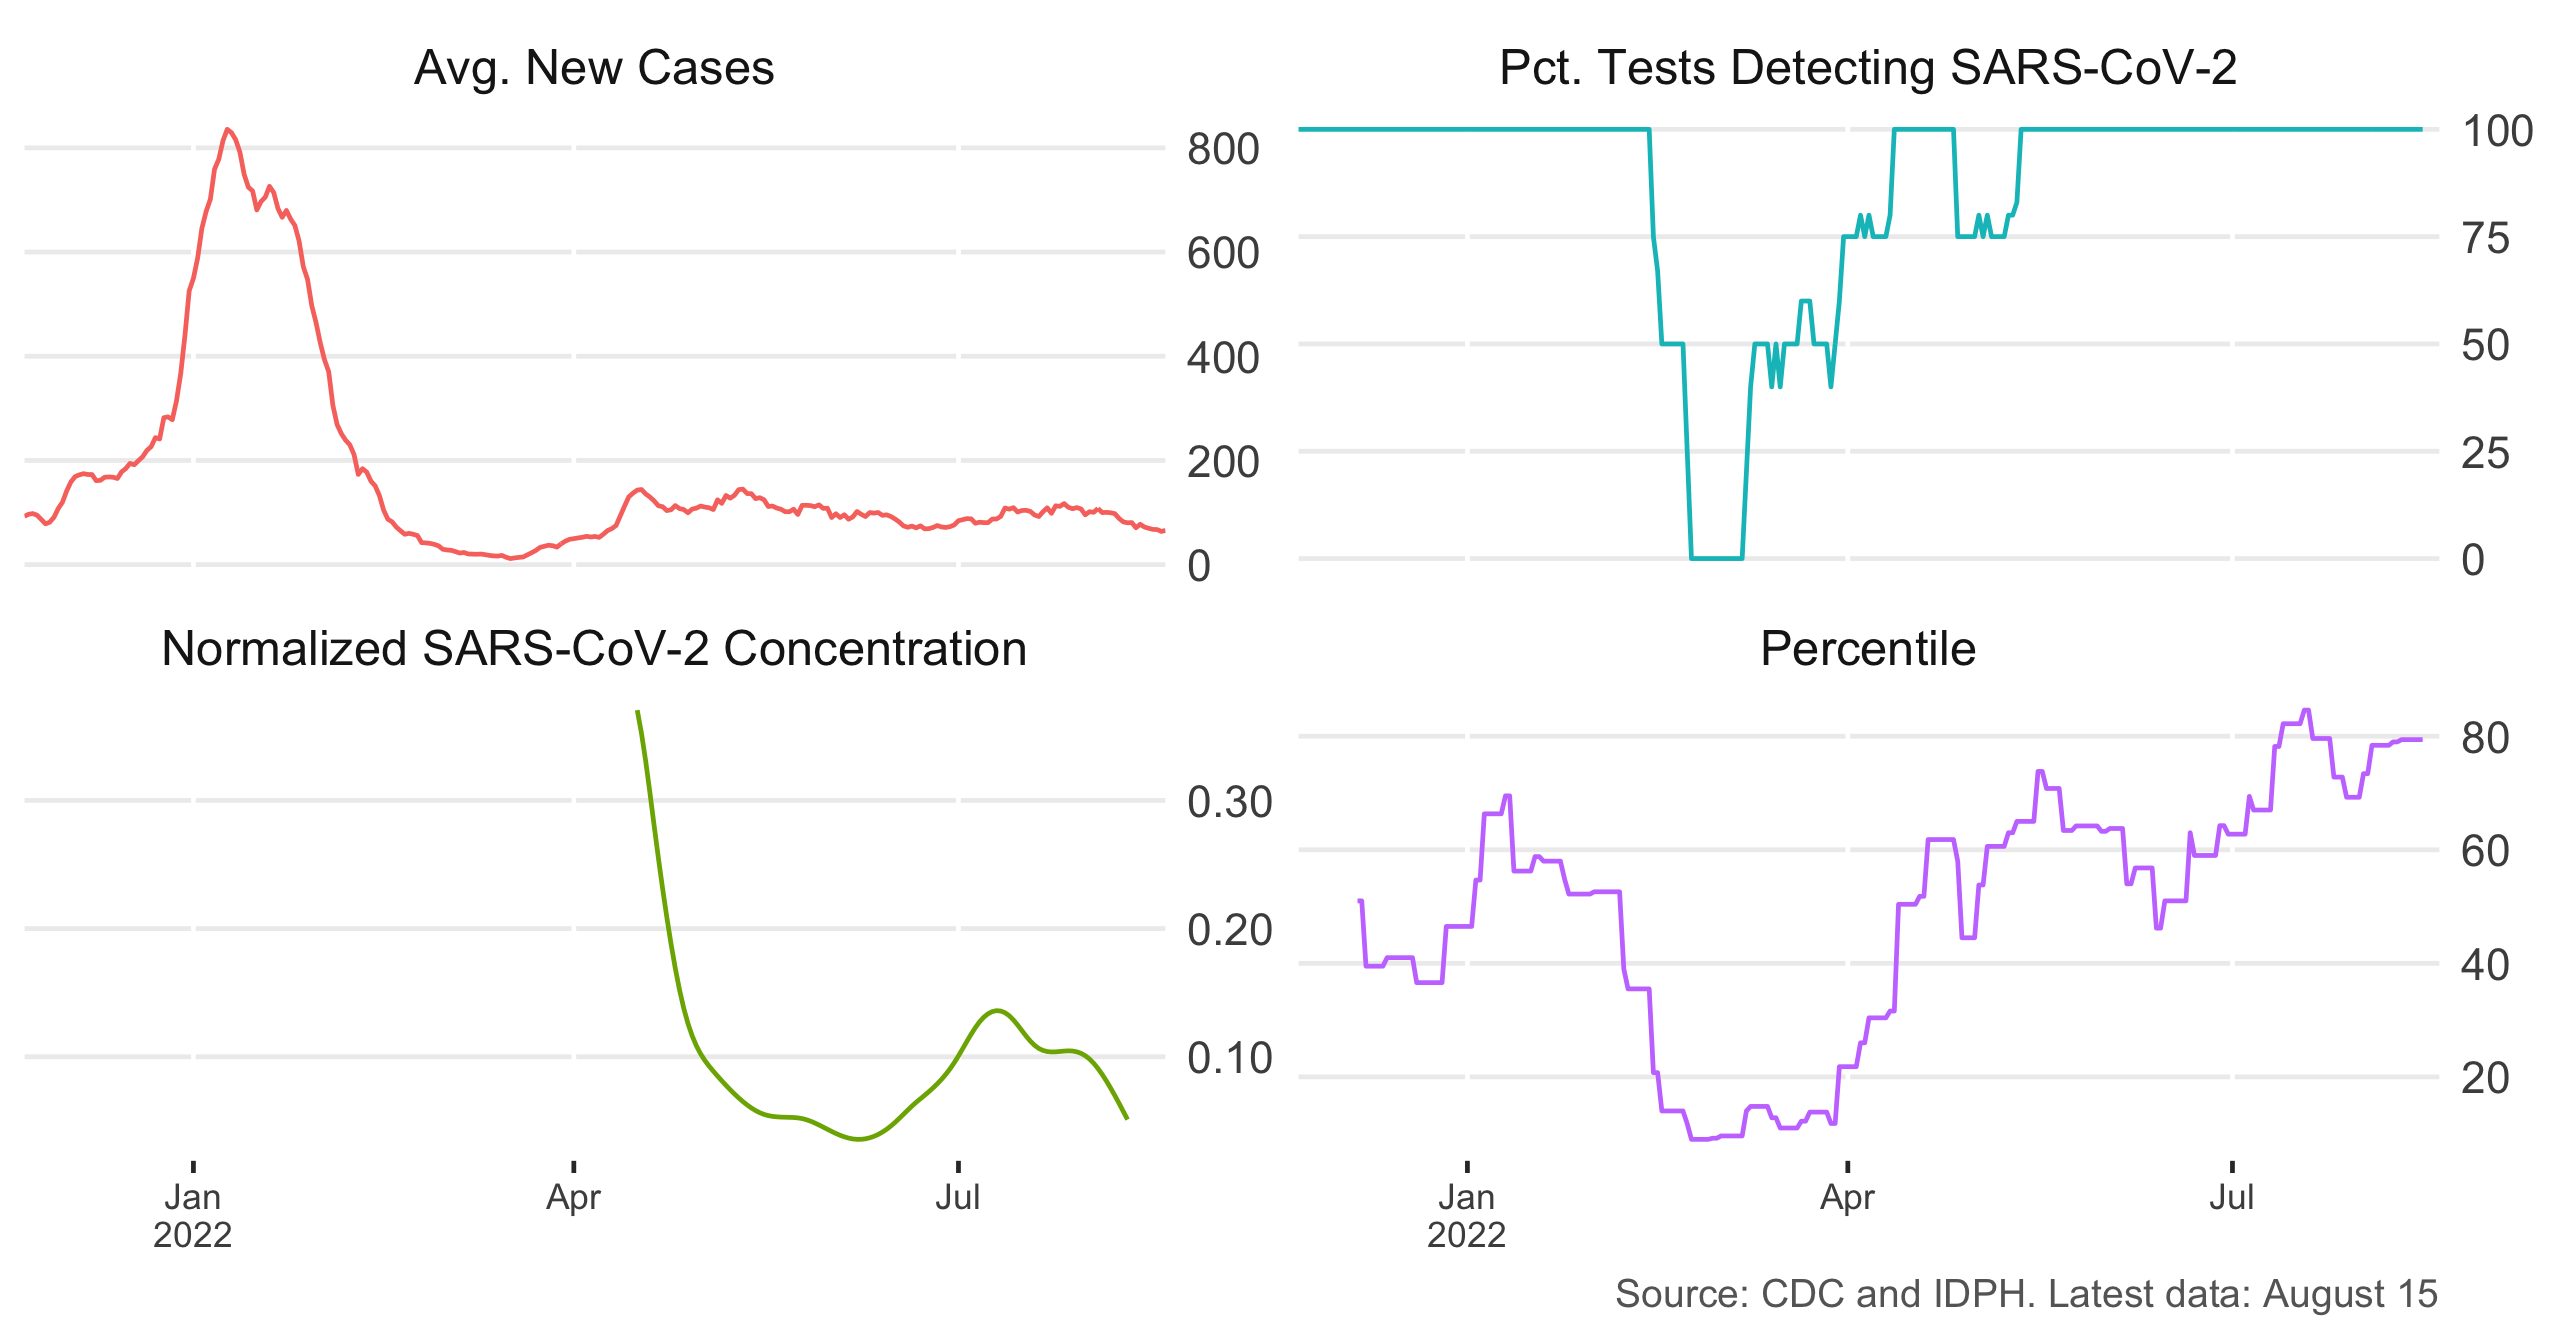 Avg. New Cases
800
600
400
200
0
Pct. Tests Detecting SARS-CoV-2
100
75
50
25
0
Normalized SARS-CoV-2 Concentration
0.30
0.20
0.10
Jan
2022
Apr
Jul
Percentile
80
60
40
20
Jan
2022
Apr
Jul
Source: CDC and IDPH. Latest data: August 15